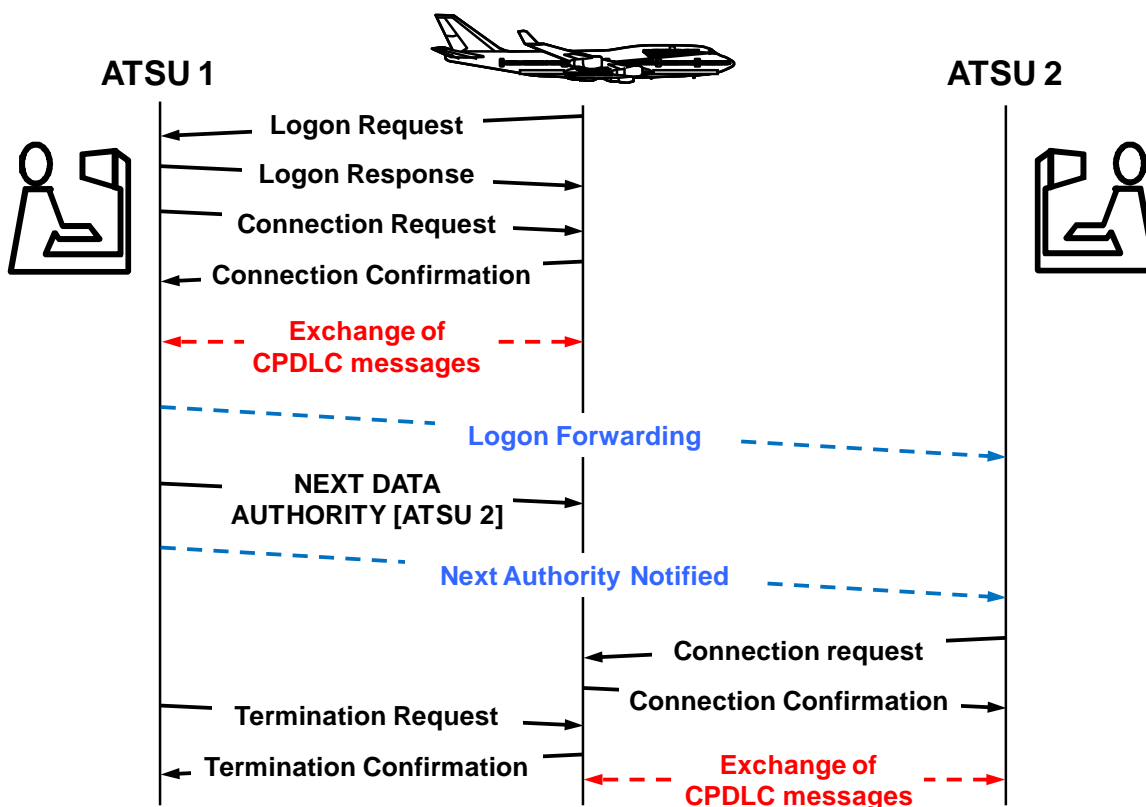 ATSU 1
ATSU 2
Logon Request
Logon Response
Connection Request
Connection Confirmation
Exchange of
CPDLC messages
Logon Forwarding
NEXT DATA
AUTHORITY [ATSU 2]
Next Authority Notified
Connection request
Connection Confirmation
Termination Request
Termination Confirmation
Exchange of
CPDLC messages